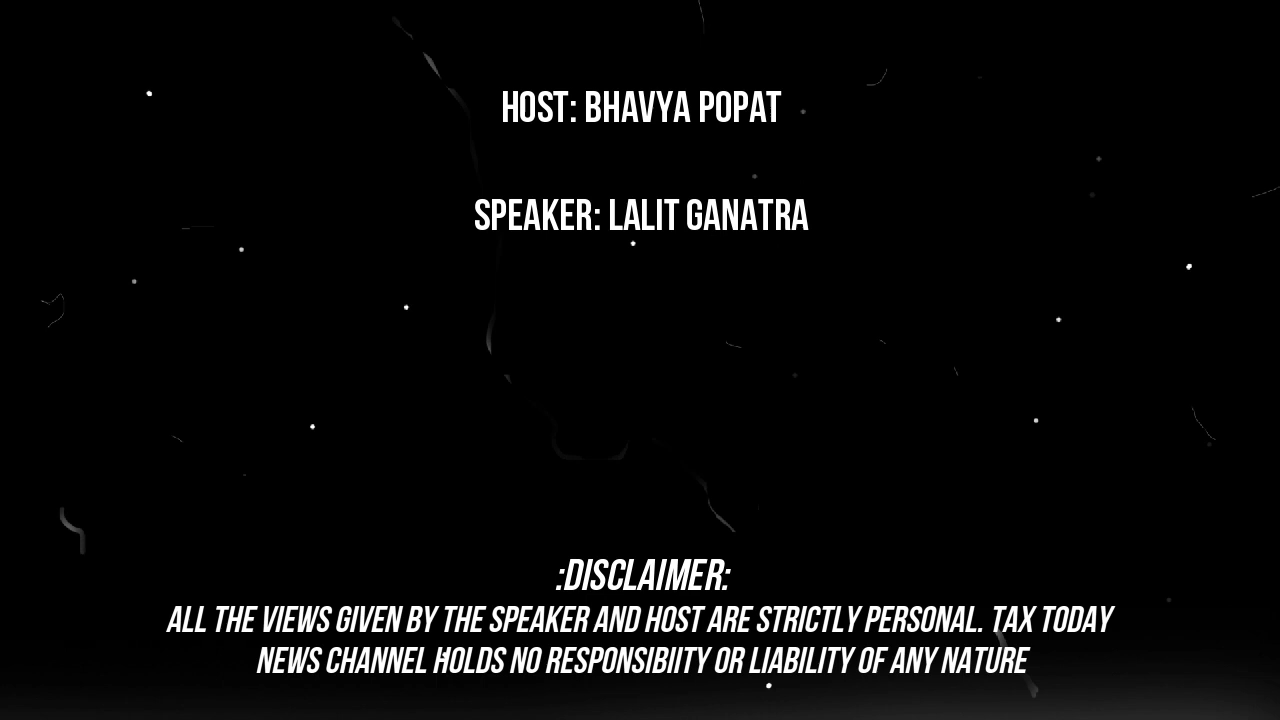 HOST: BHAVYA POPAT
SPEAKER: LALIT GANATRA
:DISCLAIMER:
ALL THE VIEWS GIVEN BY THE SPEAKER AND HOST ARE STRICTLY PERSONAL. TAX TODAY
NEWS CHANNEL HOLDS NO RESPONSIBIITY OR LIABILITY OF ANY NATURE